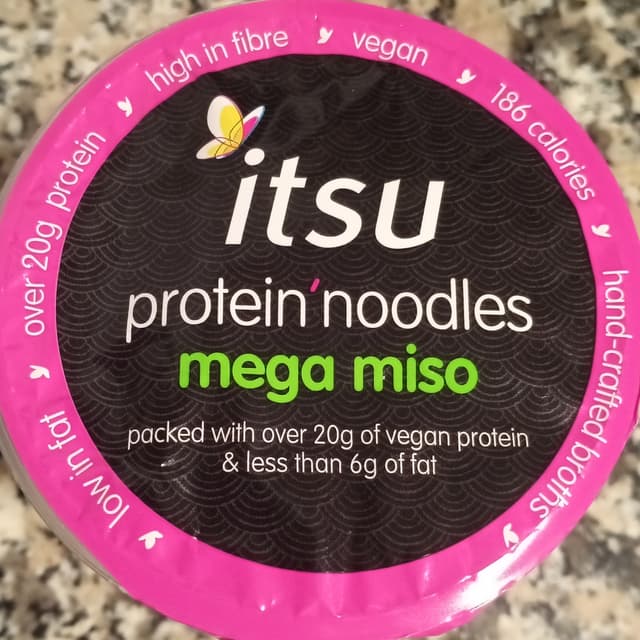 over 20g protein
high in fibre
vegan
186 calories
hand-crafted broths
low in fat
itsu
protein'noodles
mega miso
packed with over 20g of vegan protein
& less than 6g of fat